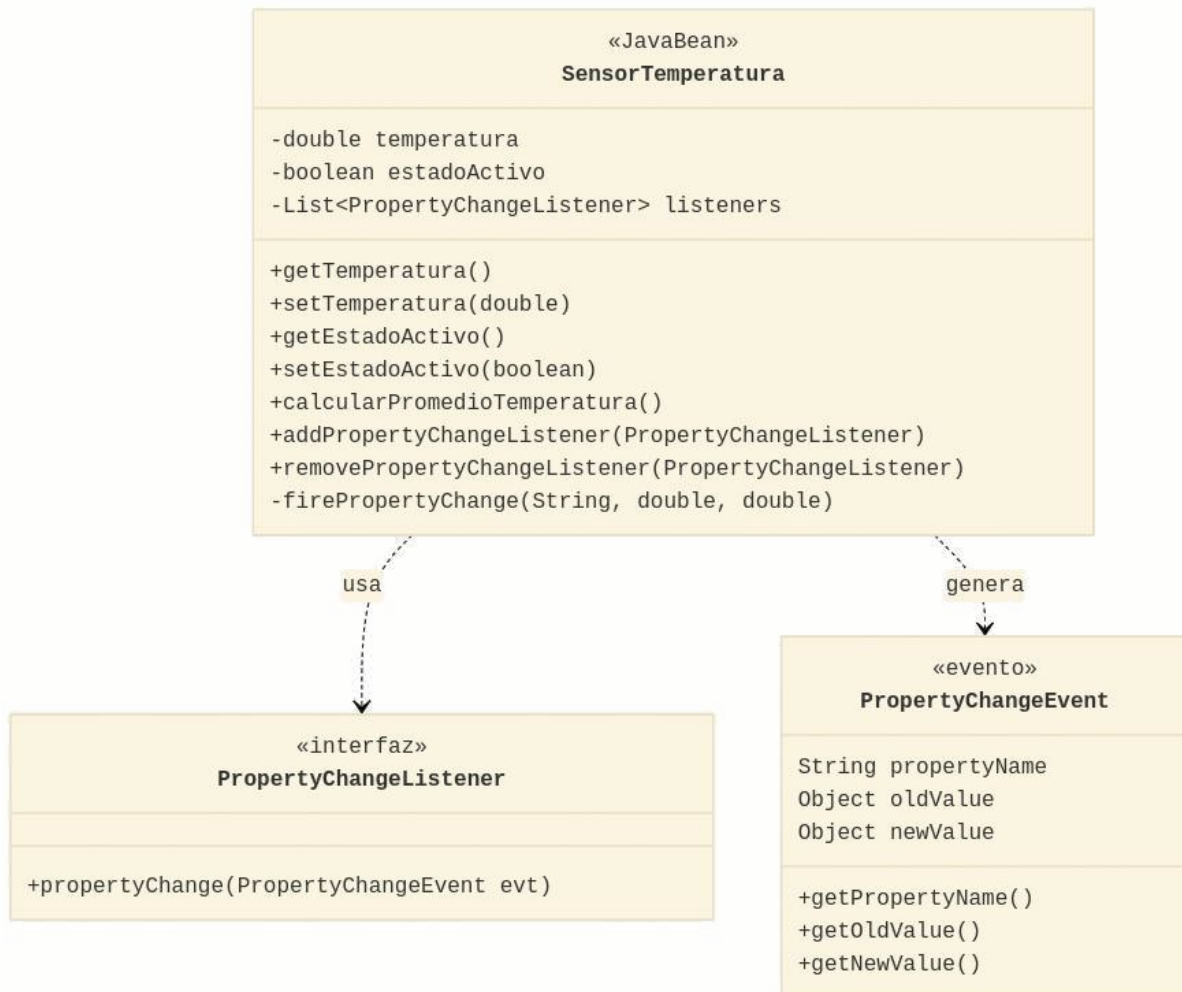 «JavaBean»
SensorTemperatura
-double temperatura
-boolean estadoActivo
-List<PropertyChangeListener> listeners
+getTemperatura()
+setTemperatura(double)
+getEstadoActivo()
+setEstadoActivo(boolean)
+calcularPromedioTemperatura()
+addPropertyChangeListener(PropertyChangeListener)
+removePropertyChangeListener(PropertyChangeListener)
-firePropertyChange(String, double, double)
usa
genera
«interfaz»
PropertyChangeListener
+propertyChange(PropertyChangeEvent evt)
«evento»
PropertyChangeEvent
String propertyName
Object oldValue
Object newValue
+getPropertyName()
+getOldValue()
+getNewValue()